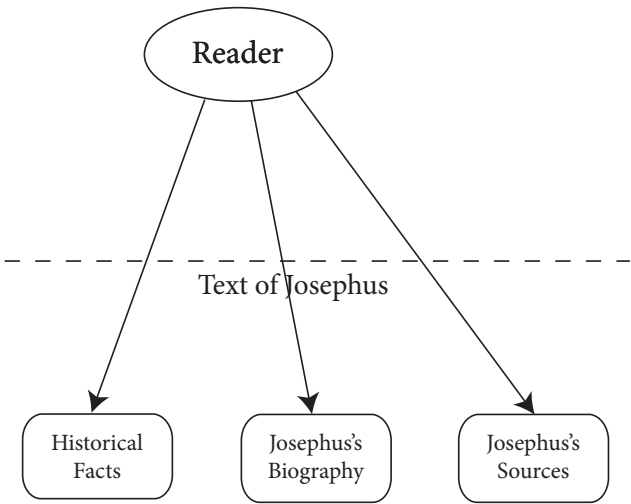 Reader
Text of Josephus
Historical
Facts
Josephus’s
Biography
Josephus’s
Sources